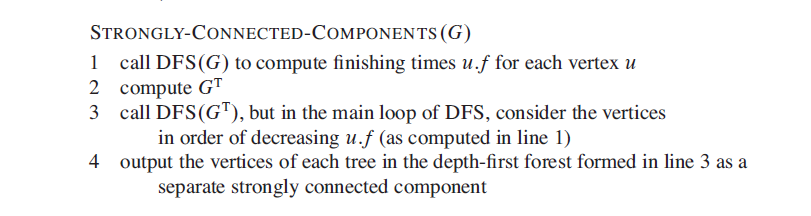 STRONGLY-CONNECTED-COMPONENTS(G)
1 call DFS(G) to compute finishing times u.f for each vertex u
2 compute Gᵀ
3 call DFS(Gᵀ), but in the main loop of DFS, consider the vertices
in order of decreasing u.f (as computed in line 1)
4 output the vertices of each tree in the depth-first forest formed in line 3 as a
separate strongly connected component